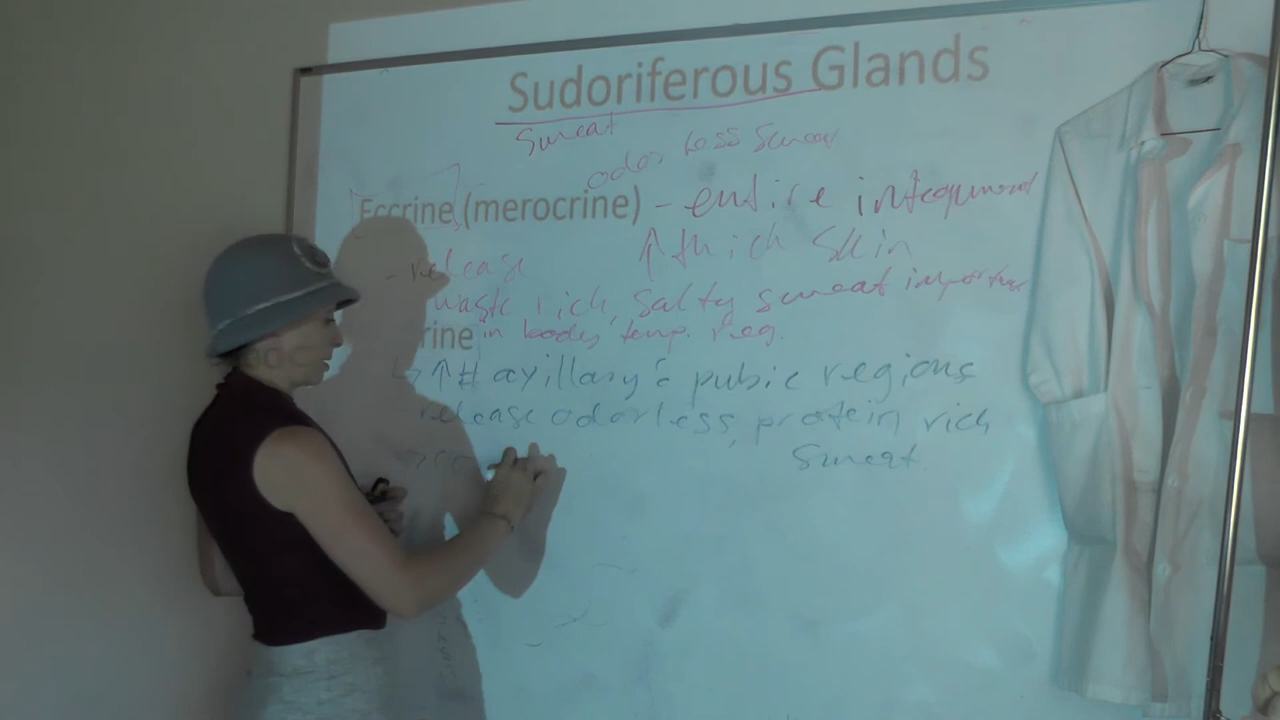 Sudoriferous Glands
Sweat
odor less Sweat
Eccrine (merocrine) - entire integument
- release ↑ thick skin
waste rich, salty sweat important
rine in body temp. reg.
↑ # axillary & pubic regions
release odorless, protein rich
sweat